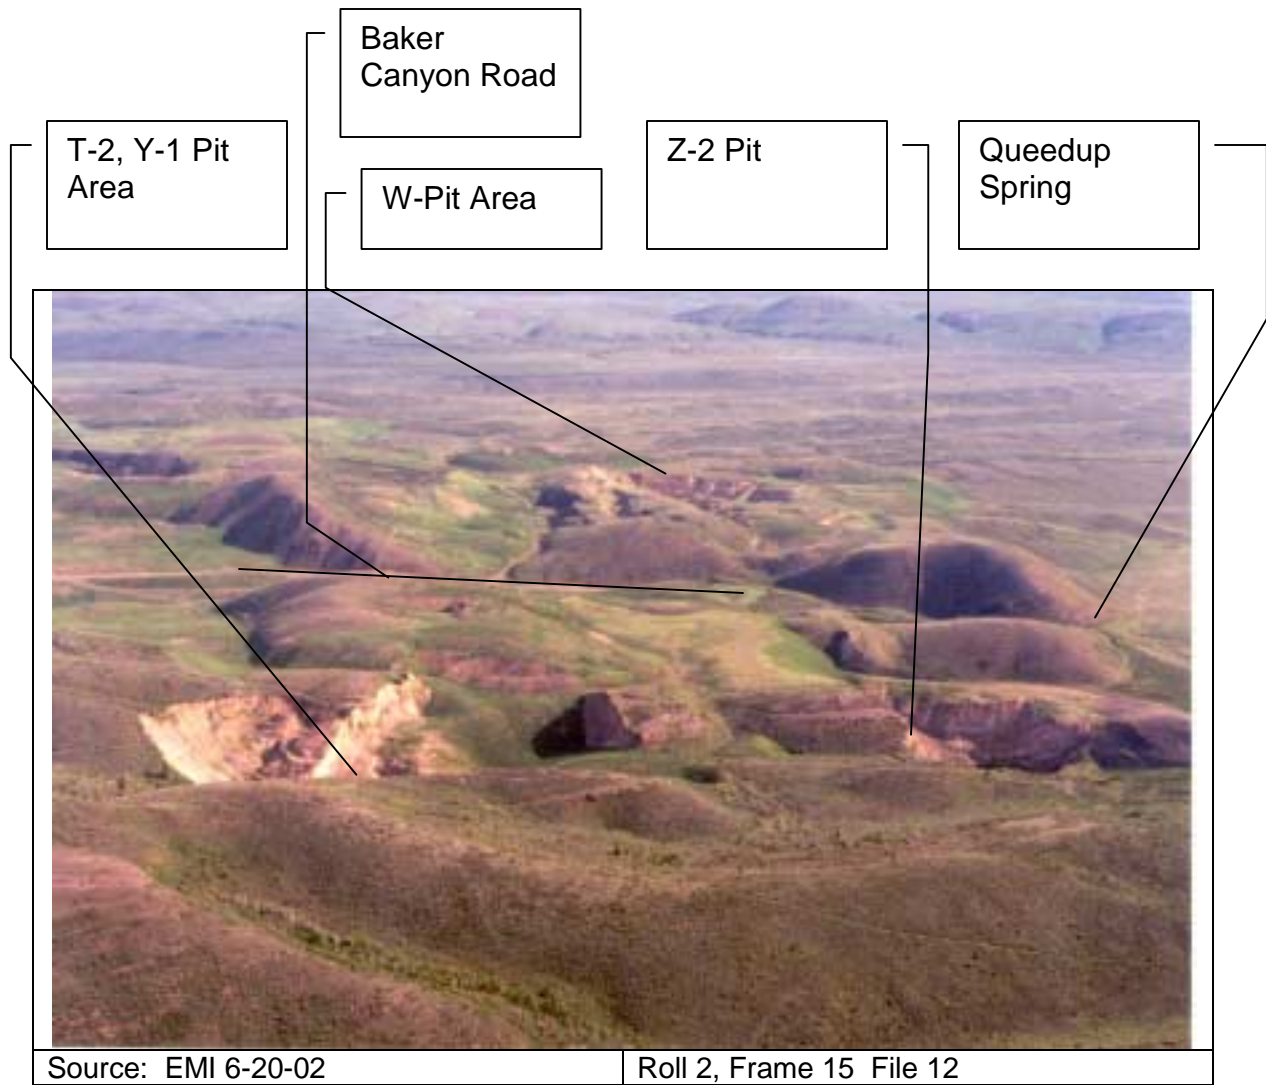 Baker
Canyon Road
T-2, Y-1 Pit
Area
W-Pit Area
Z-2 Pit
Queedup
Spring
Source:  EMI 6-20-02
Roll 2, Frame 15  File 12